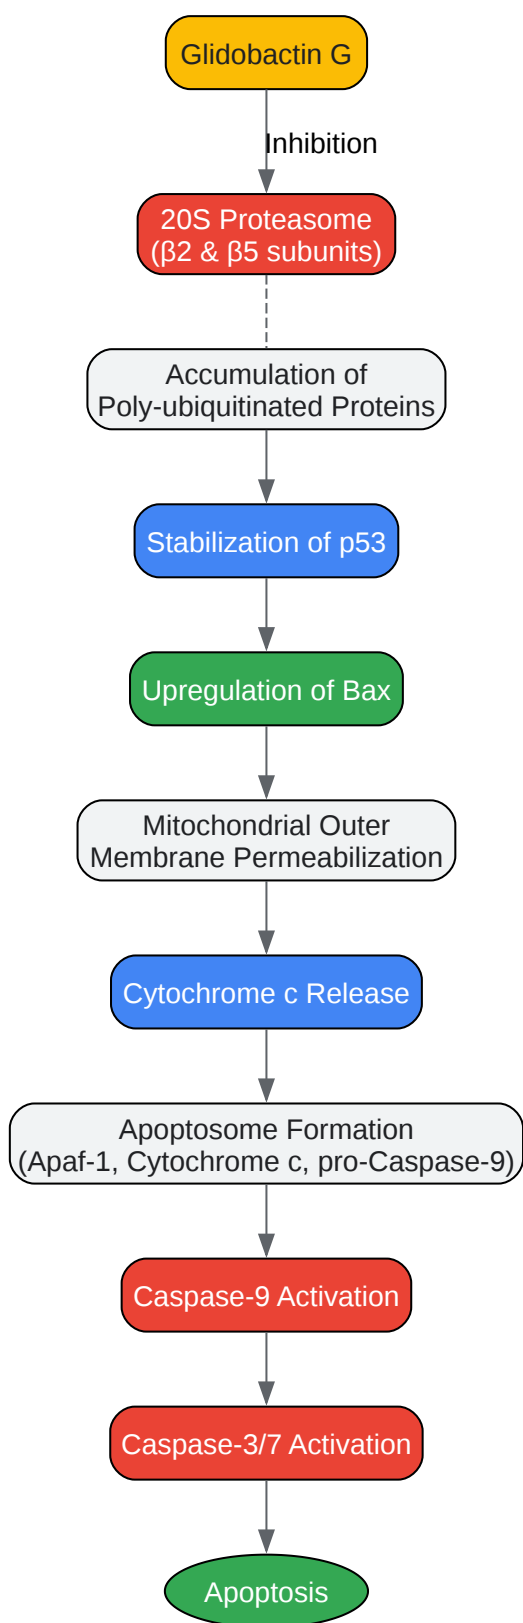 Glidobactin G
Inhibition
20S Proteasome
(β2 & β5 subunits)
Accumulation of
Poly-ubiquitinated Proteins
Stabilization of p53
Upregulation of Bax
Mitochondrial Outer
Membrane Permeabilization
Cytochrome c Release
Apoptosome Formation
(Apaf-1, Cytochrome c, pro-Caspase-9)
Caspase-9 Activation
Caspase-3/7 Activation
Apoptosis